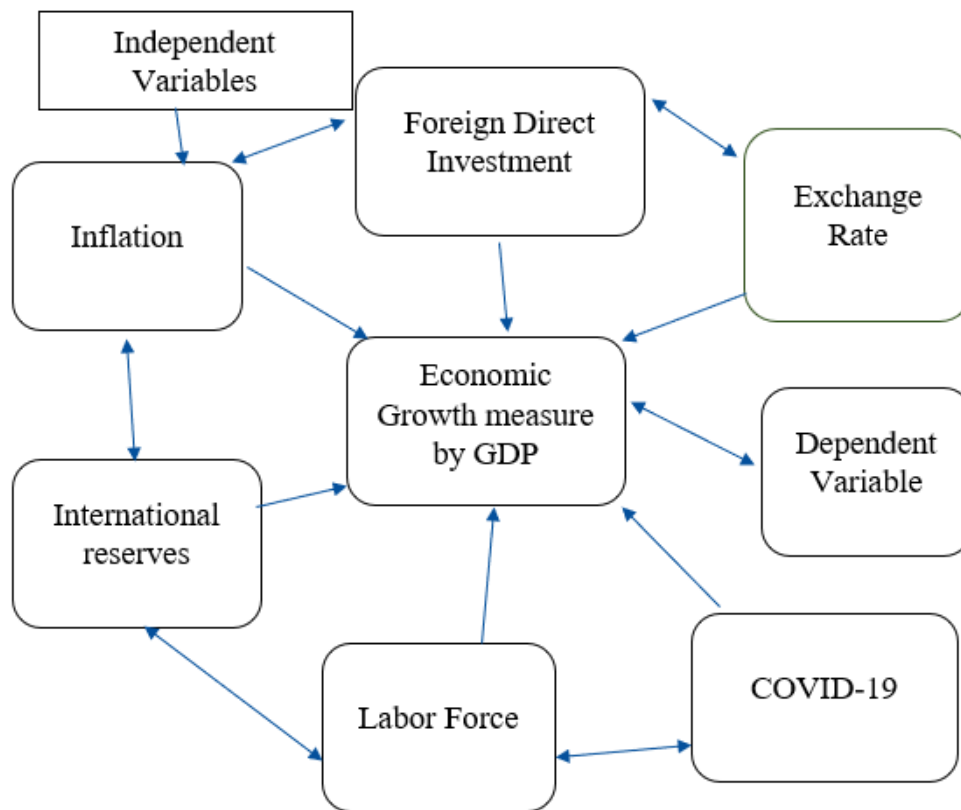 Independent
Variables
Foreign Direct
Investment
Exchange
Rate
Inflation
Economic
Growth measure
by GDP
Dependent
Variable
International
reserves
Labor Force
COVID-19